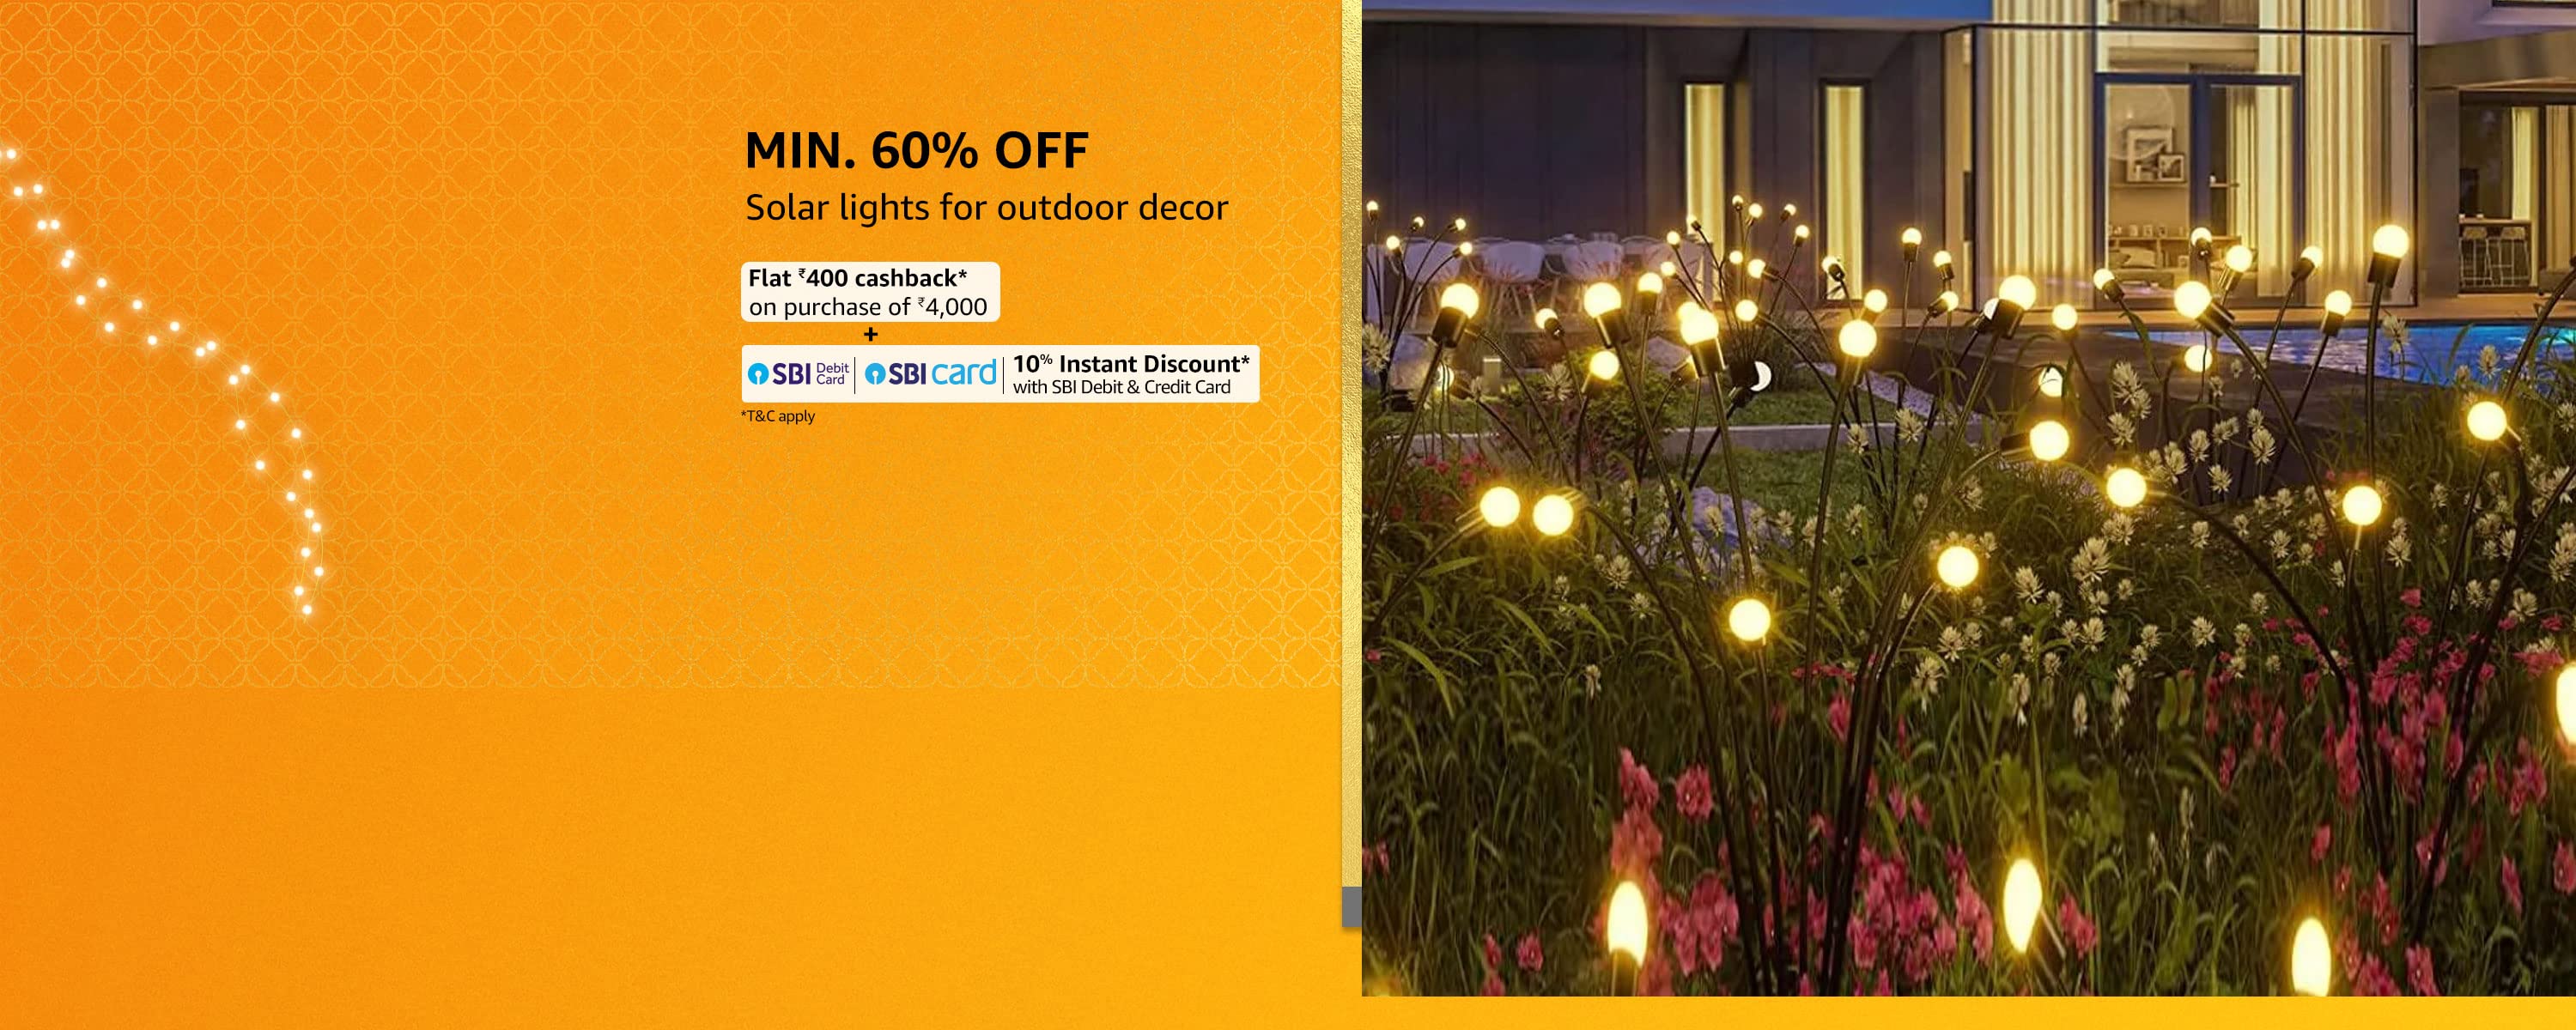 MIN. 60% OFF
Solar lights for outdoor decor
Flat ₹400 cashback*
on purchase of ₹4,000
+
SBI Debit Card | SBI card | 10% Instant Discount*
with SBI Debit & Credit Card
*T&C apply